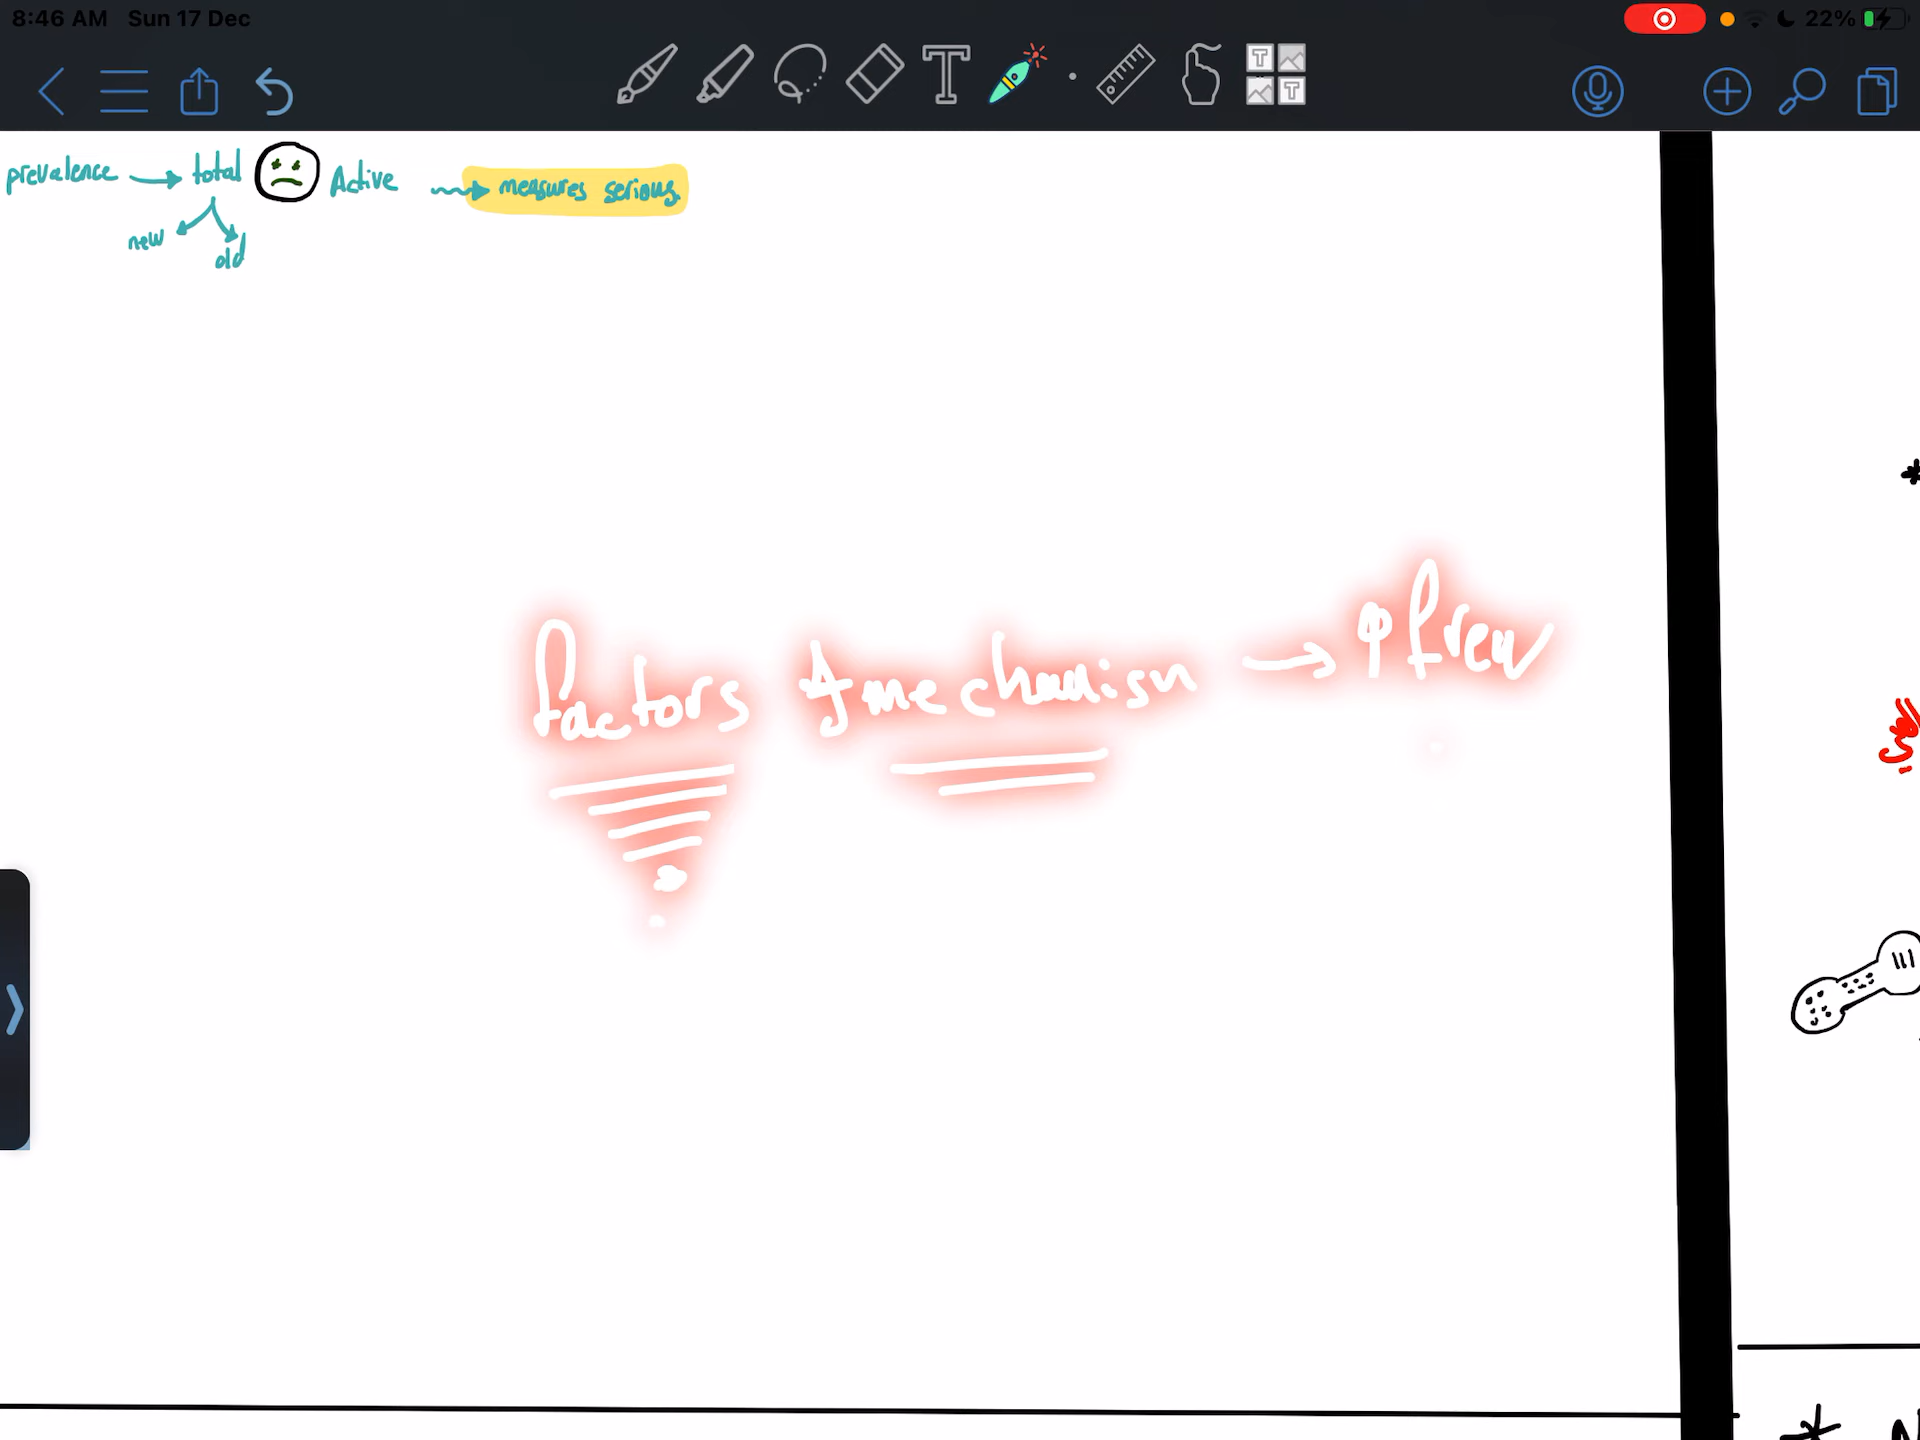 8:46 AM Sun 17 Dec
22%
prevalence → total Active → measures serious
new old
factors & mechanism → ↑ freq